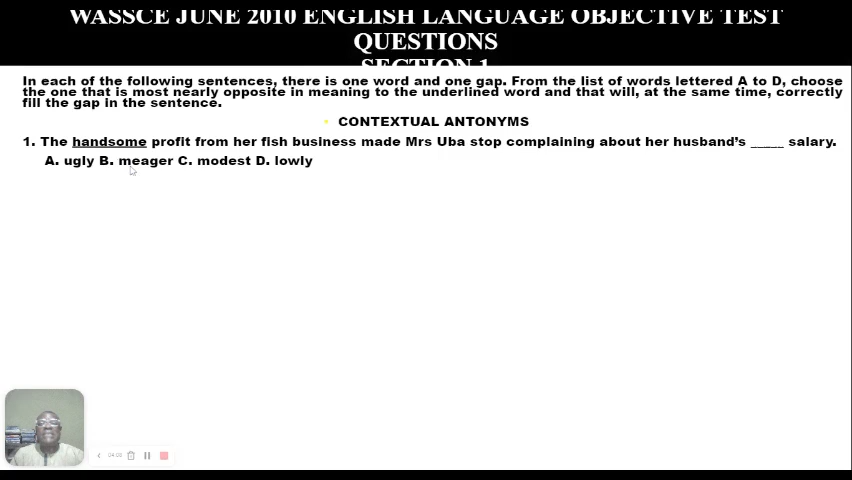 WASSCE JUNE 2010 ENGLISH LANGUAGE OBJECTIVE TEST
QUESTIONS
SECTION 1
In each of the following sentences, there is one word and one gap. From the list of words lettered A to D, choose
the one that is most nearly opposite in meaning to the underlined word and that will, at the same time, correctly
fill the gap in the sentence.
CONTEXTUAL ANTONYMS
1. The handsome profit from her fish business made Mrs Uba stop complaining about her husband's _____ salary.
A. ugly B. meager C. modest D. lowly
04:08